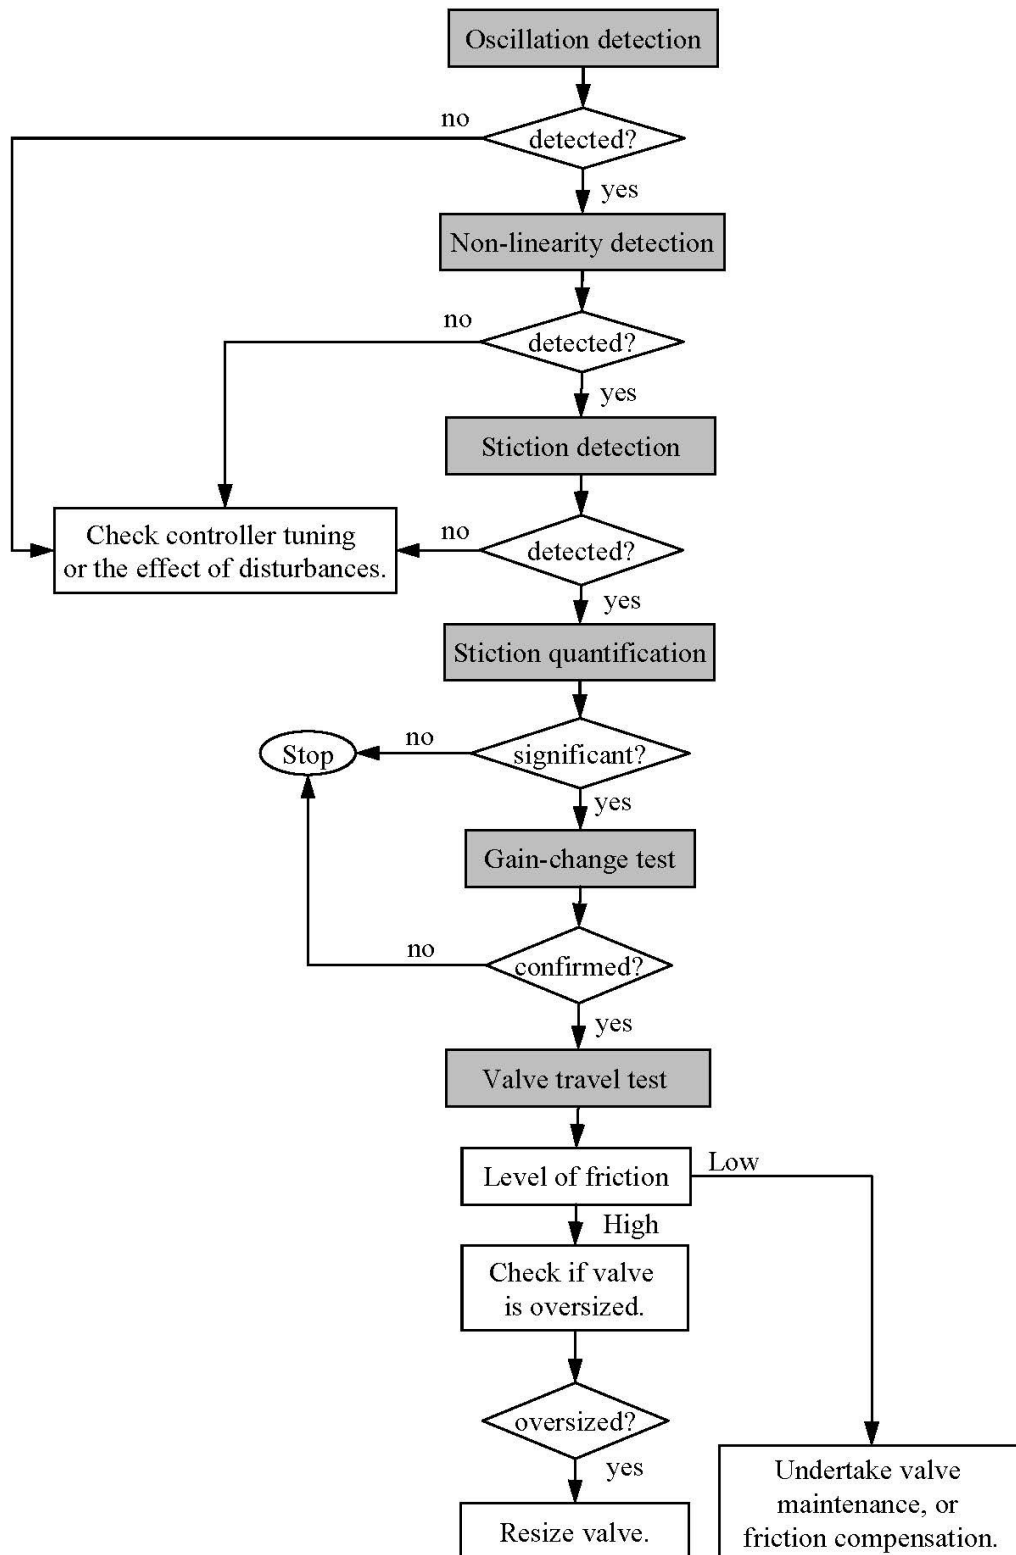 Oscillation detection
no
detected?
yes
Non-linearity detection
no
detected?
yes
Stiction detection
Check controller tuning
or the effect of disturbances.
no
detected?
yes
Stiction quantification
Stop
no
significant?
yes
Gain-change test
no
confirmed?
yes
Valve travel test
Level of friction
Low
High
Check if valve
is oversized.
oversized?
yes
Resize valve.
Undertake valve
maintenance, or
friction compensation.